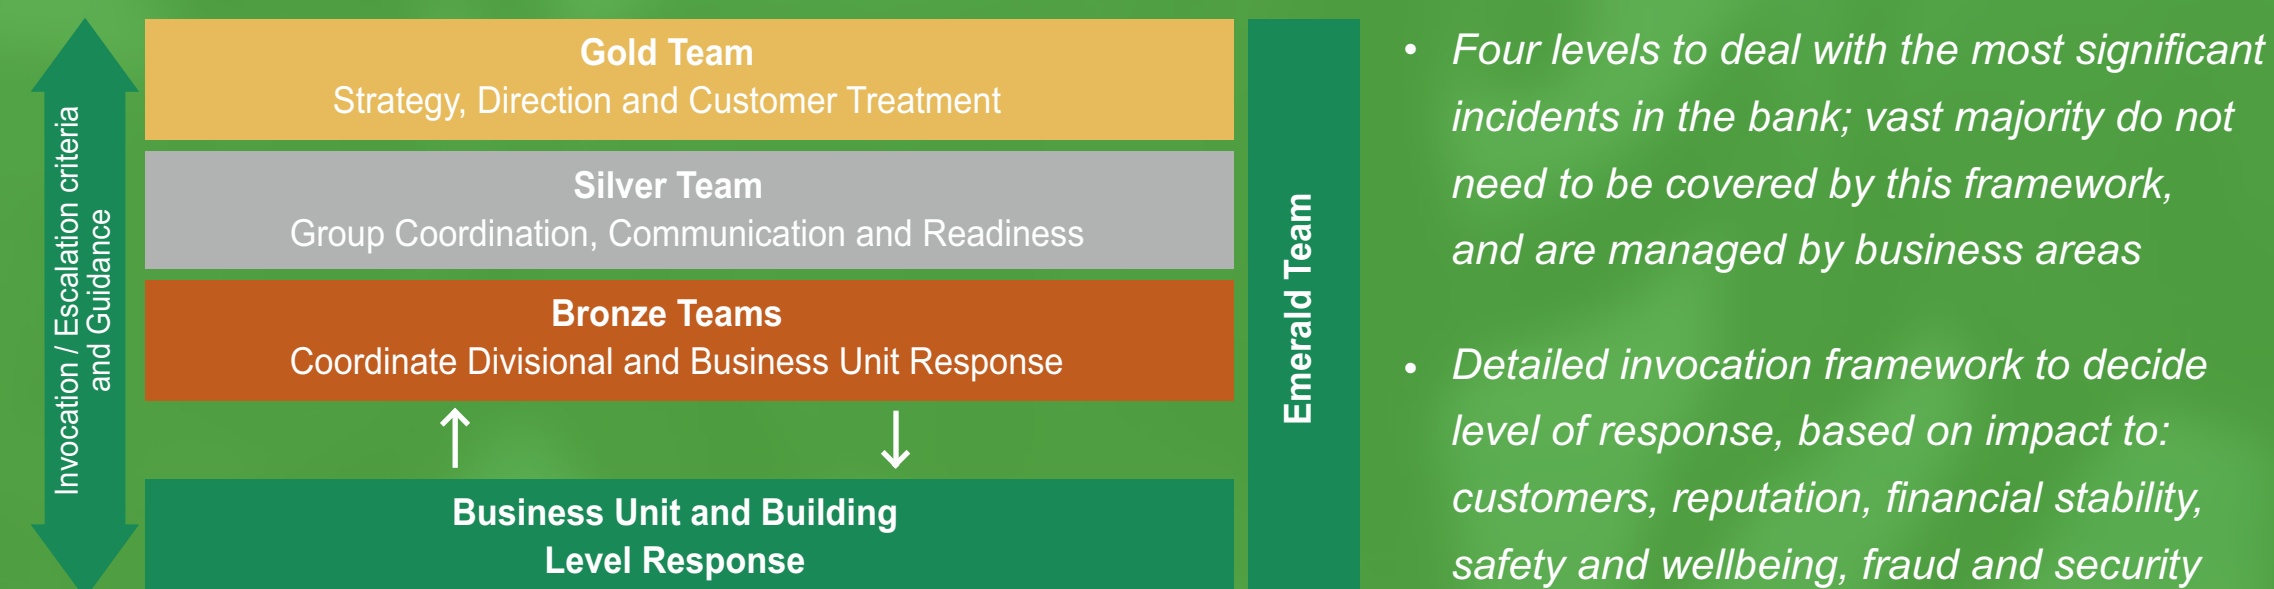 Invocation / Escalation criteria
and Guidance
Gold Team
Strategy, Direction and Customer Treatment
Silver Team
Group Coordination, Communication and Readiness
Bronze Teams
Coordinate Divisional and Business Unit Response
Business Unit and Building
Level Response
Emerald Team
• Four levels to deal with the most significant
incidents in the bank; vast majority do not
need to be covered by this framework,
and are managed by business areas
• Detailed invocation framework to decide
level of response, based on impact to:
customers, reputation, financial stability,
safety and wellbeing, fraud and security